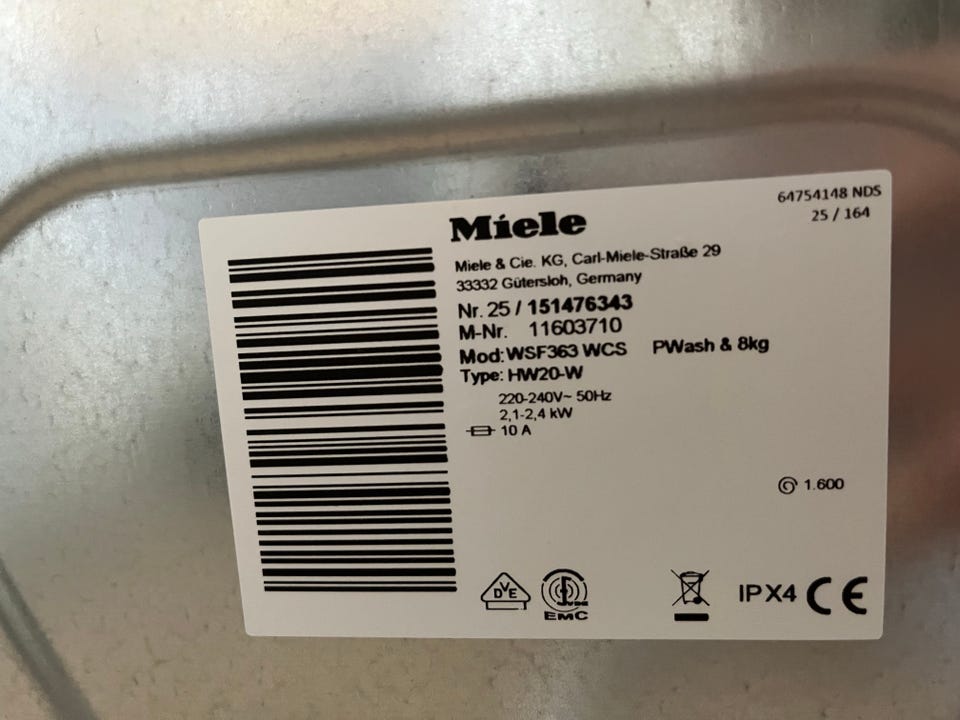 64754148 NDS
25 / 164
Miele
Miele & Cie. KG, Carl-Miele-Straße 29
33332 Gütersloh, Germany
Nr. 25 / 151476343
M-Nr. 11603710
Mod: WSF363 WCS PWash & 8kg
Type: HW20-W
220-240V~ 50Hz
2,1-2,4 kW
10 A
1.600
DVE
EMC
IPX4 CE